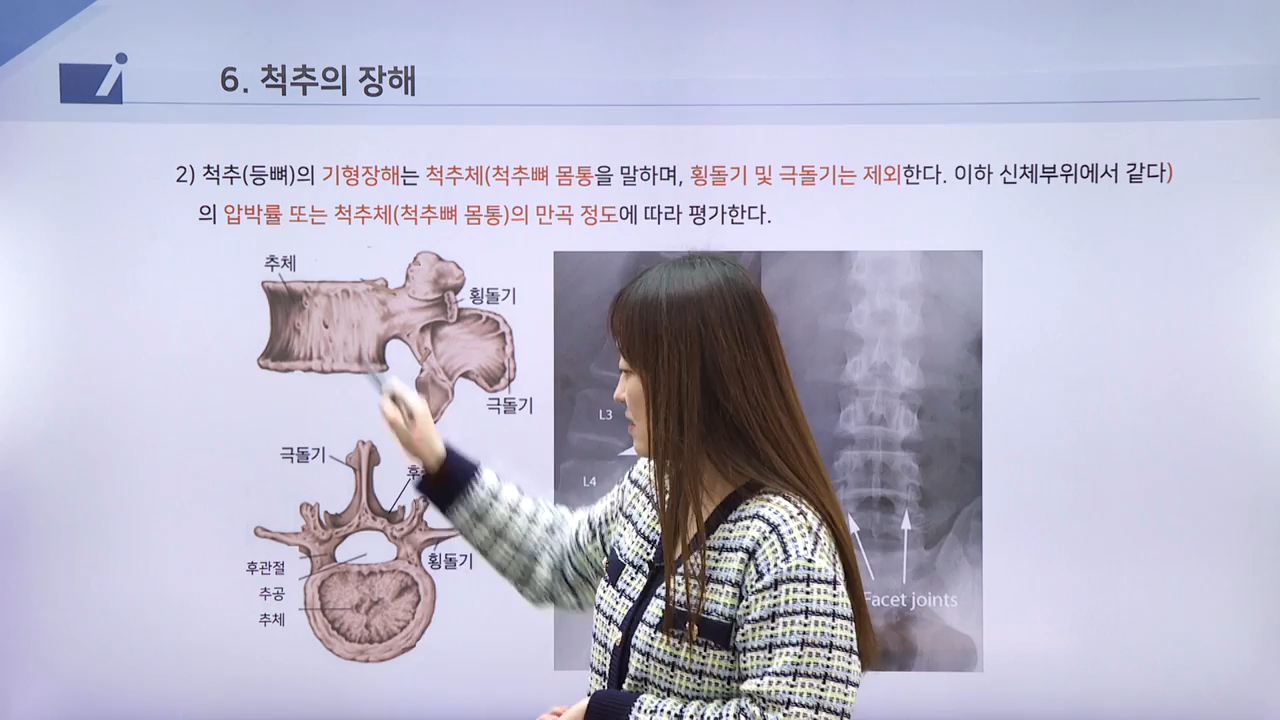 6. 척추의 장해
2) 척추(등뼈)의 기형장해는 척추체(척추뼈 몸통을 말하며, 횡돌기 및 극돌기는 제외한다. 이하 신체부위에서 같다)
의 압박률 또는 척추체(척추뼈 몸통)의 만곡 정도에 따라 평가한다.
추체
횡돌기
극돌기
L3
극돌기
L4
횡돌기
후관절
추공
추체
Facet joints